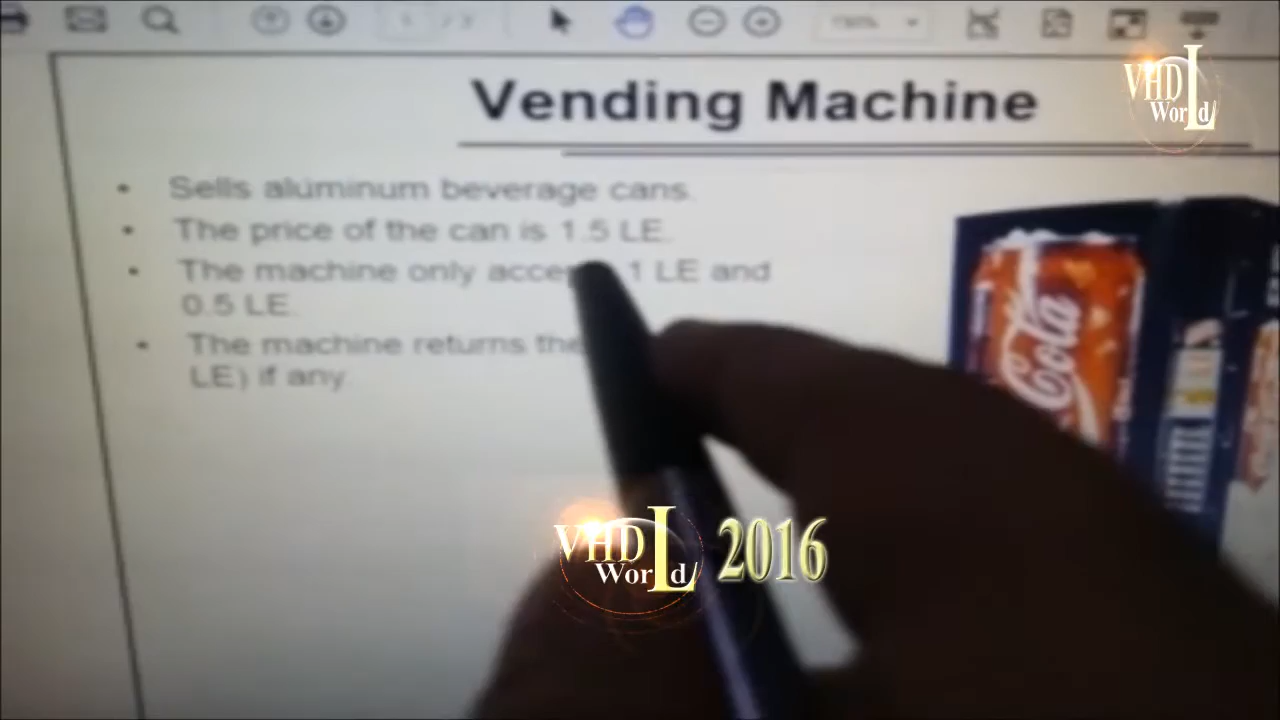 Vending Machine
VHDL World
• Sells aluminum beverage cans.
• The price of the can is 1.5 LE.
• The machine only 1 LE and
0.5 LE.
• The machine returns the
LE) if any
Cola
VHDL World 2016